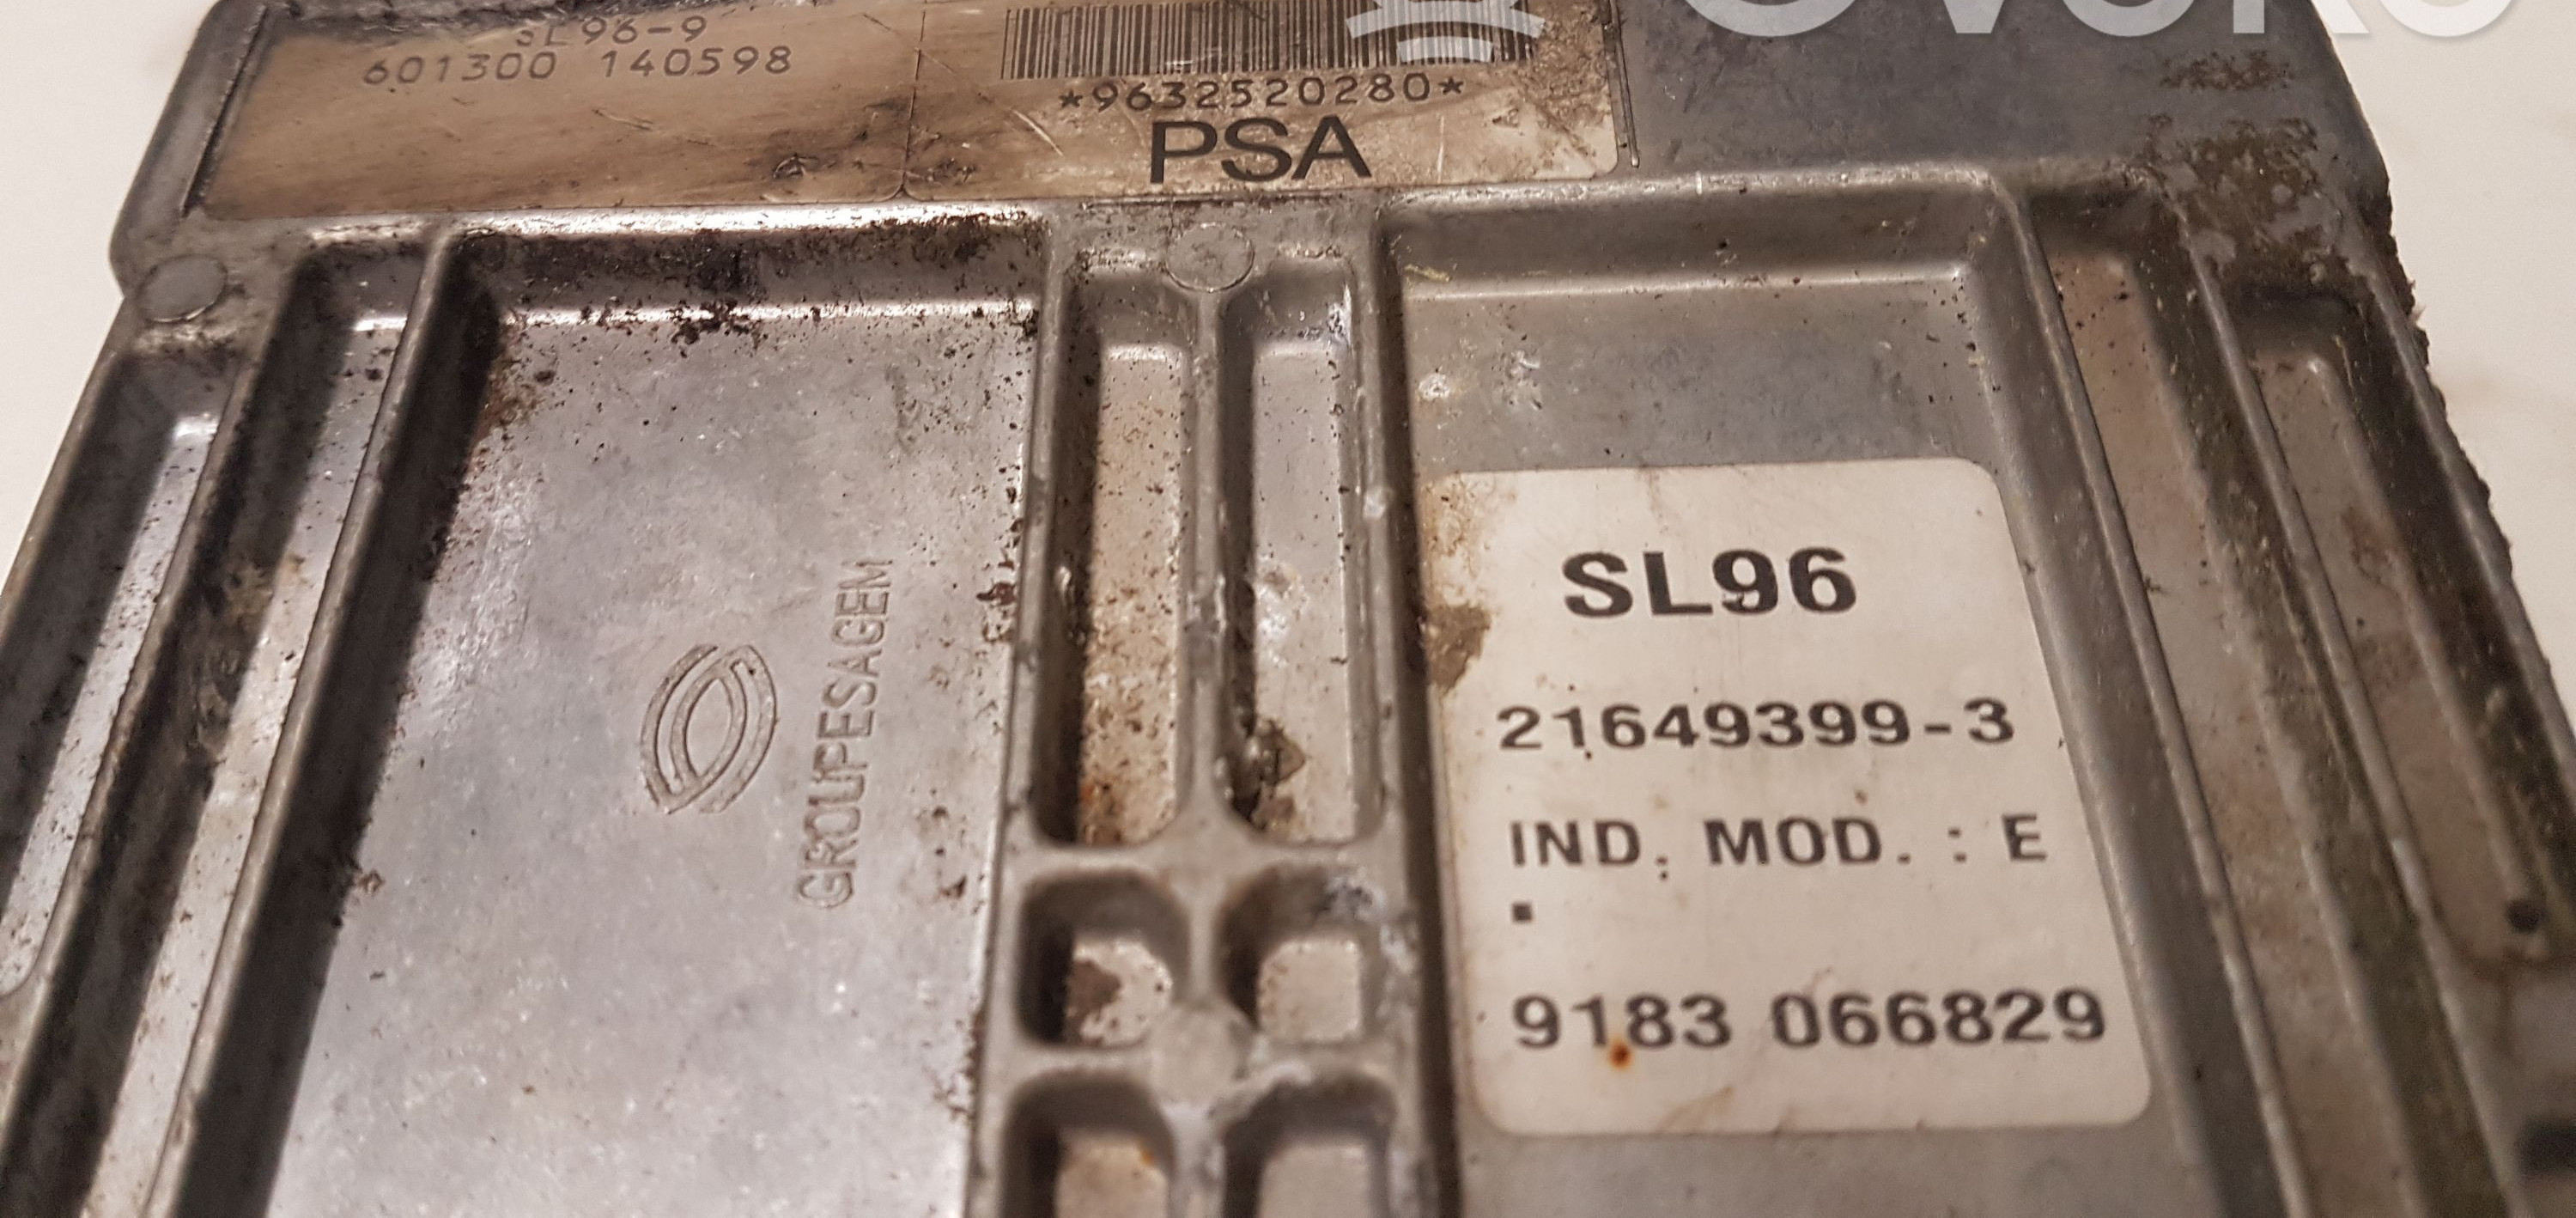 SL96-9
601300 140598
*9632520280*
PSA
GROUPESAGEM
SL96
21649399-3
IND. MOD. : E
9183 066829